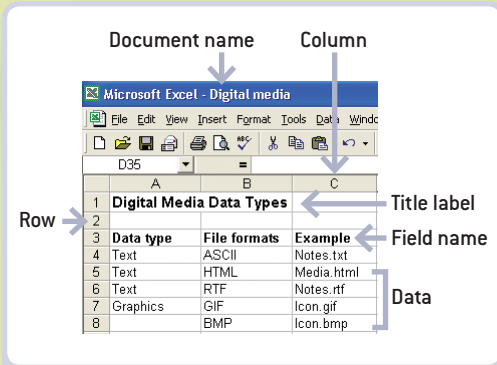 Document name Column
Microsoft Excel - Digital media
File Edit View Insert Format Tools Data Windo
D35 =
A B C
1 Digital Media Data Types
Title label
Row
2
3 Data type File formats Example
Field name
4 Text ASCII Notes.txt
5 Text HTML Media.html
6 Text RTF Notes.rtf
Data
7 Graphics GIF Icon.gif
8 BMP Icon.bmp